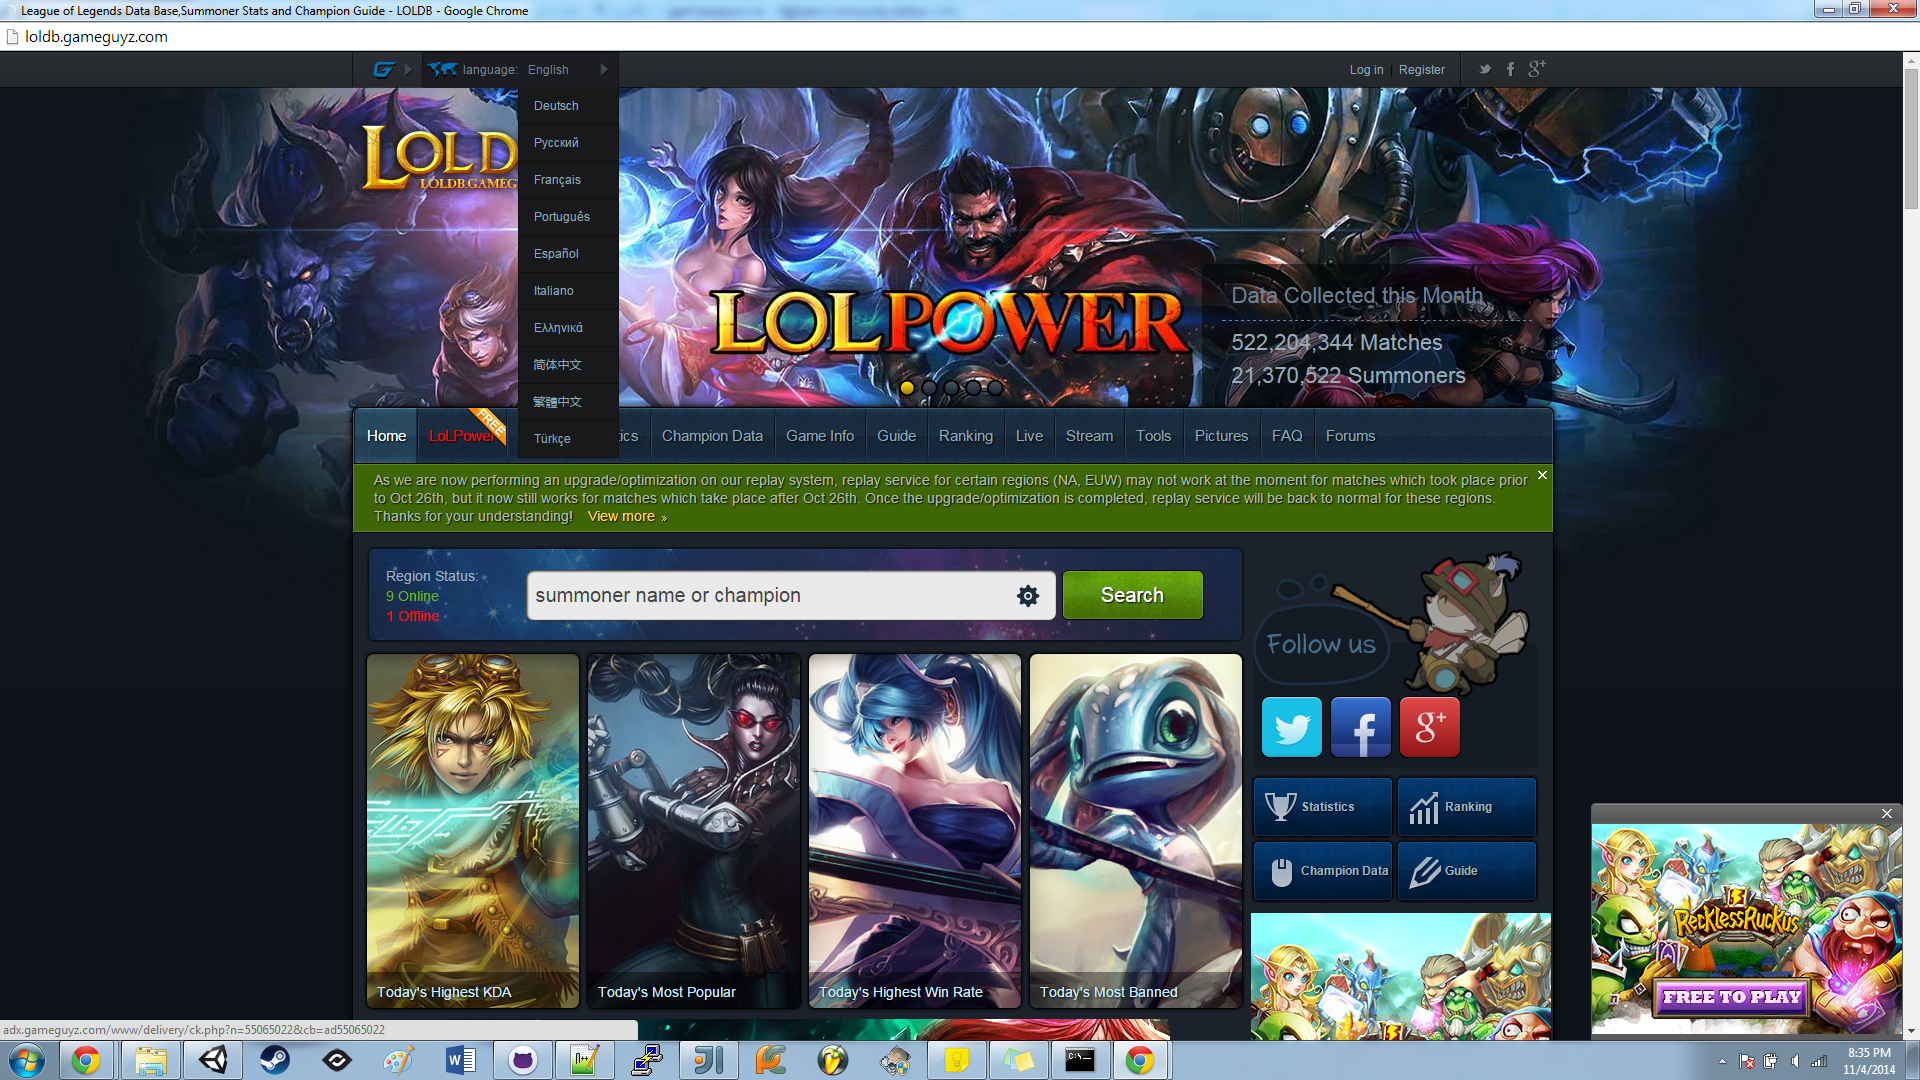 League of Legends Data Base,Summoner Stats and Champion Guide - LOLDB - Google Chrome
loldb.gameguyz.com
language: English
Log in | Register
Deutsch
Русский
Français
Português
Español
Italiano
Ελληνικά
简体中文
繁體中文
Türkçe
LOLD
LOLDB GAMEG
LOLPOWER
Data Collected this Month
522,204,344 Matches
21,370,522 Summoners
Home LoLPower FREE tics Champion Data Game Info Guide Ranking Live Stream Tools Pictures FAQ Forums
As we are now performing an upgrade/optimization on our replay system, replay service for certain regions (NA, EUW) may not work at the moment for matches which took place prior
to Oct 26th, but it now still works for matches which take place after Oct 26th. Once the upgrade/optimization is completed, replay service will be back to normal for these regions.
Thanks for your understanding! View more »
Region Status:
9 Online
1 Offline
summoner name or champion
Search
Follow us
Statistics
Ranking
Champion Data
Guide
Today's Highest KDA
Today's Most Popular
Today's Highest Win Rate
Today's Most Banned
RecklessRuckus
FREE TO PLAY
adx.gameguyz.com/www/delivery/ck.php?n=55065022&cb=ad55065022
8:35 PM
11/4/2014